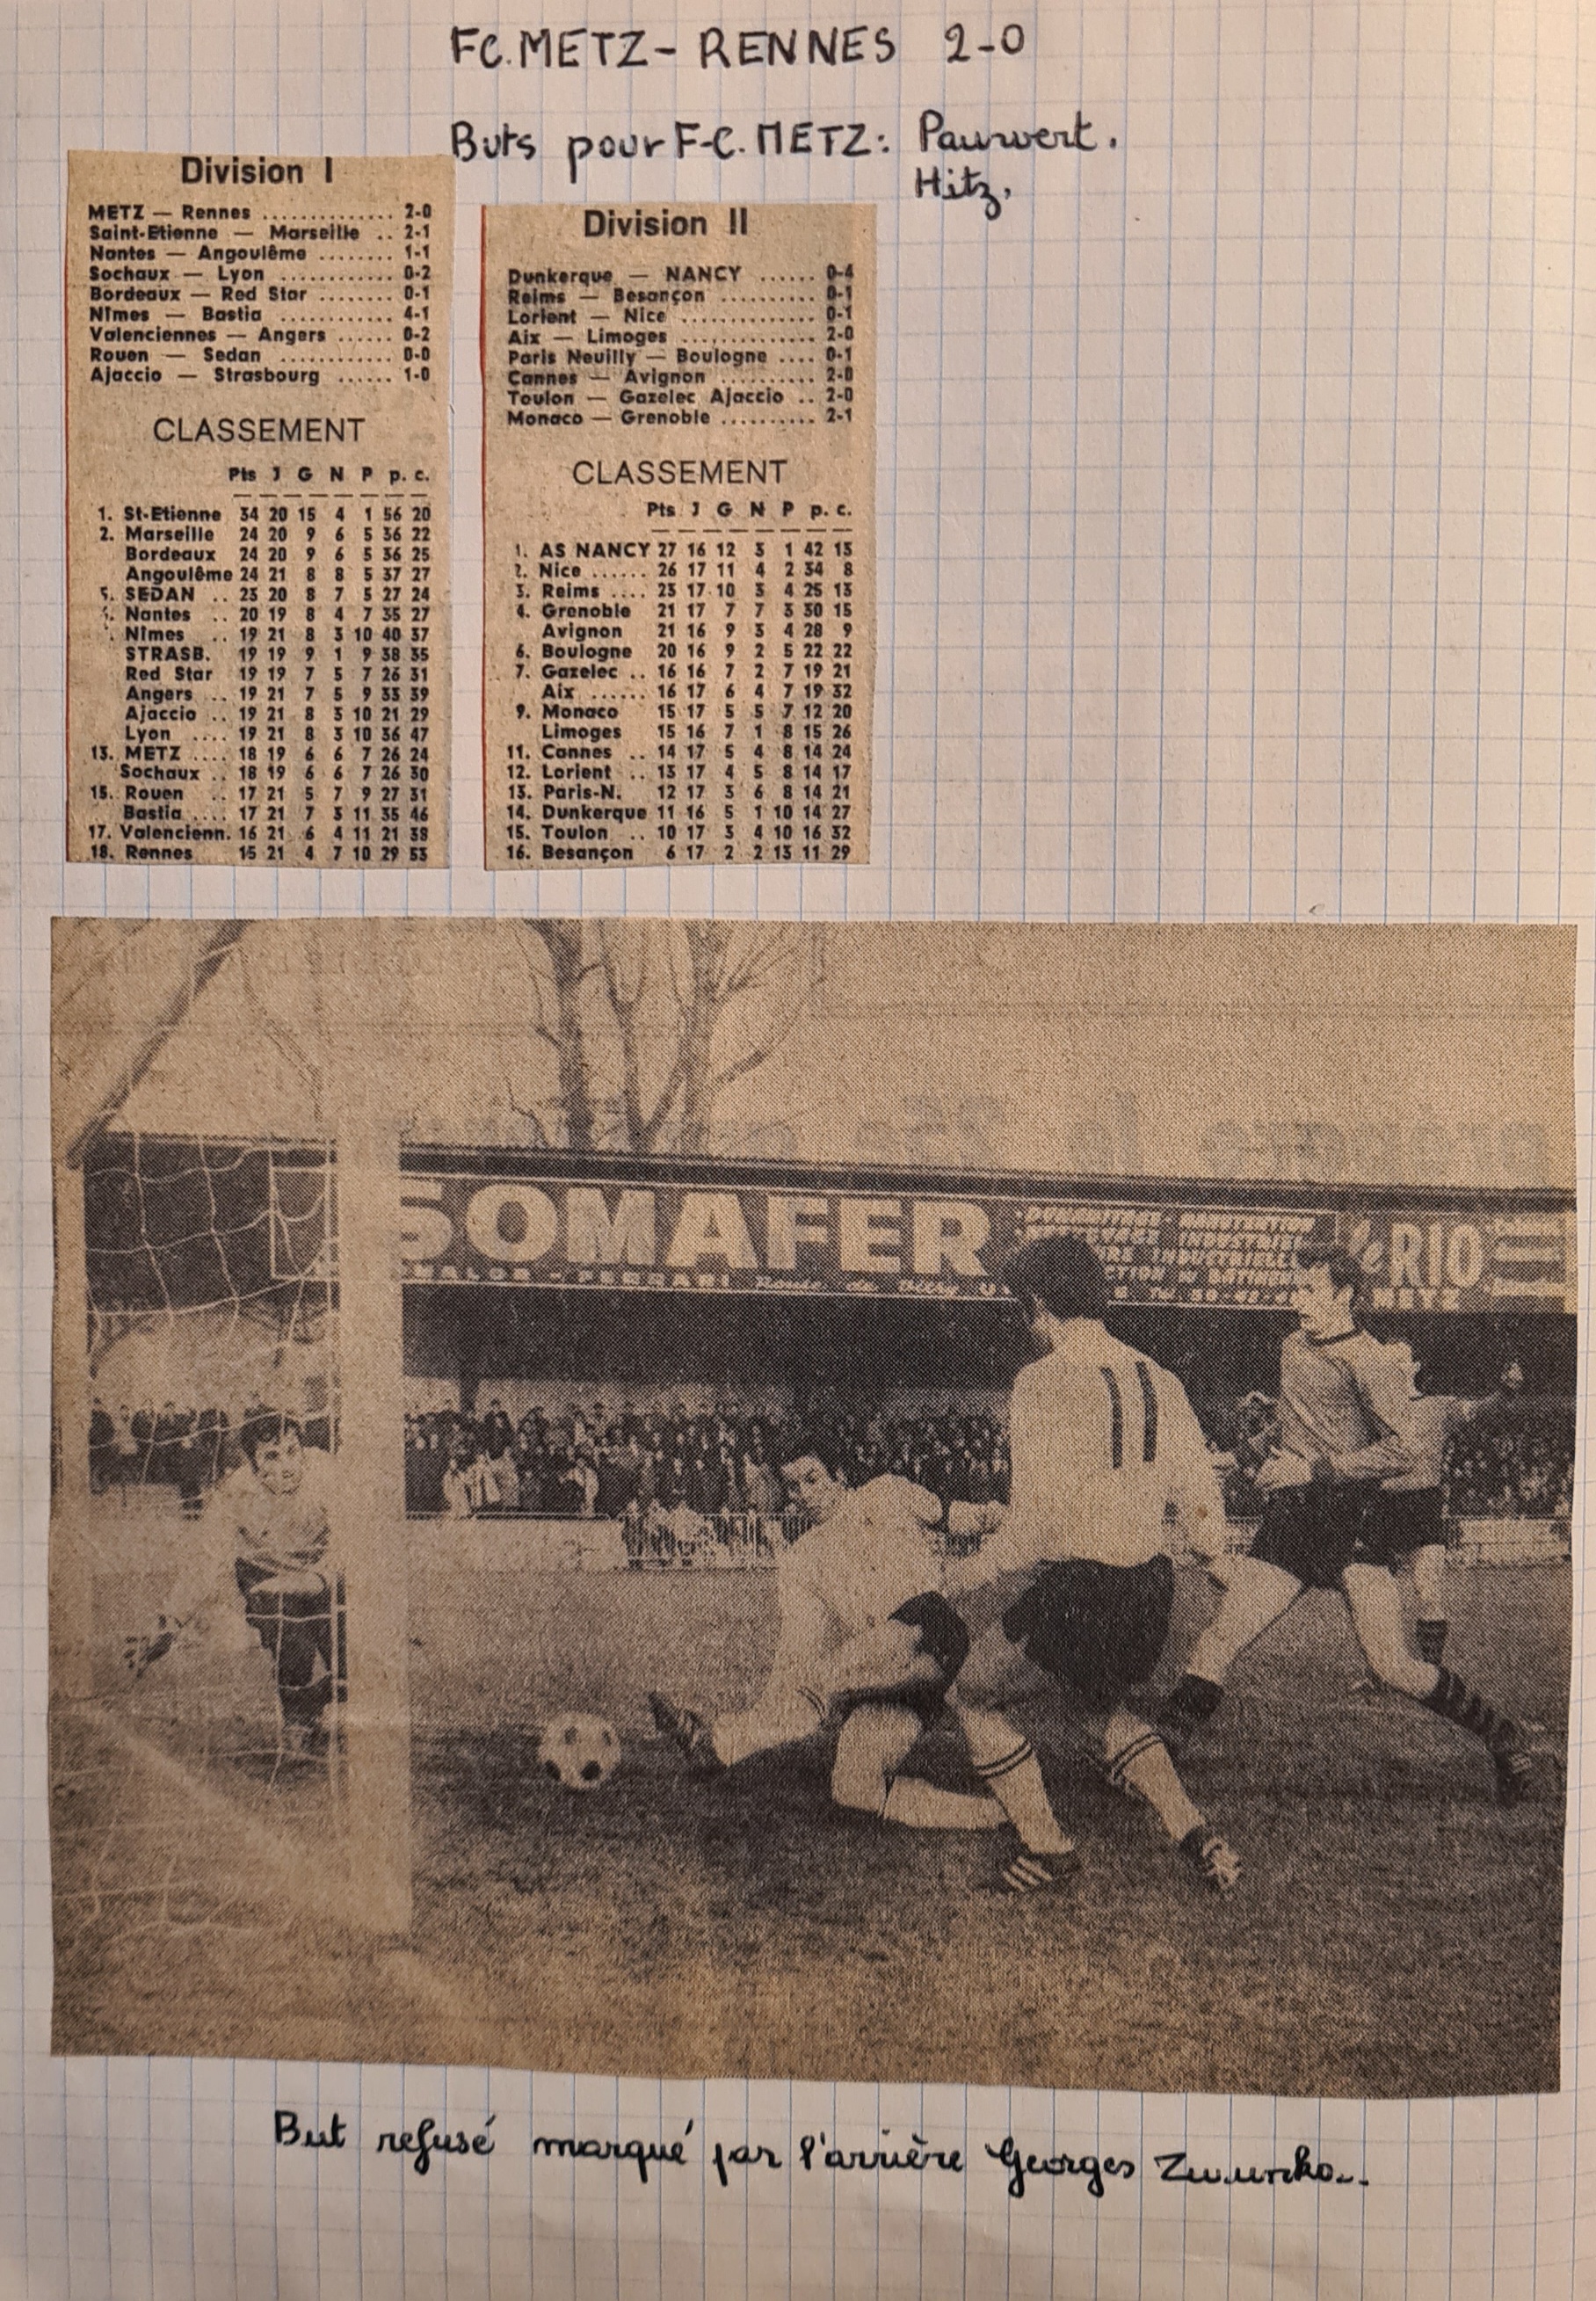 FC.METZ - RENNES 2-0
Buts pour F-C. METZ: Pauwert.
Hitz.
Division I
METZ — Rennes .............. 2-0
Saint-Etienne — Marseille .. 2-1
Nantes — Angoulême ........ 1-1
Sochaux — Lyon ............ 0-2
Bordeaux — Red Star ........ 0-1
Nîmes — Bastia ............ 4-1
Valenciennes — Angers ...... 0-2
Rouen — Sedan ............ 0-0
Ajaccio — Strasbourg ...... 1-0
CLASSEMENT
Pts J G N P p. c.
1. St-Etienne 34 20 15 4 1 56 20
2. Marseille 24 20 9 6 5 36 22
Bordeaux 24 20 9 6 5 36 25
Angoulême 24 21 8 8 5 37 27
5. SEDAN .. 23 20 8 7 5 27 24
Nantes .. 20 19 8 4 7 35 27
Nîmes .. 19 21 8 3 10 40 37
STRASB. 19 19 9 1 9 38 35
Red Star 19 19 7 5 7 26 31
Angers .. 19 21 7 5 9 33 39
Ajaccio .. 19 21 8 3 10 21 29
Lyon .... 19 21 8 3 10 36 47
13. METZ .... 18 19 6 6 7 26 24
Sochaux .. 18 19 6 6 7 26 30
15. Rouen .. 17 21 5 7 9 27 31
Bastia .... 17 21 7 3 11 35 46
17. Valencienn. 16 21 6 4 11 21 38
18. Rennes 15 21 4 7 10 29 53
Division II
Dunkerque — NANCY ...... 0-4
Reims — Besançon .......... 0-1
Lorient — Nice .............. 0-1
Aix — Limoges .............. 2-0
Paris Neuilly — Boulogne .... 0-1
Cannes — Avignon .......... 2-0
Toulon — Gazelec Ajaccio .. 2-0
Monaco — Grenoble .......... 2-1
CLASSEMENT
Pts J G N P p. c.
1. AS NANCY 27 16 12 3 1 42 13
2. Nice ...... 26 17 11 4 2 34 8
3. Reims .... 23 17 10 3 4 25 13
4. Grenoble 21 17 7 7 3 30 15
Avignon 21 16 9 3 4 28 9
6. Boulogne 20 16 9 2 5 22 22
7. Gazelec .. 16 16 7 2 7 19 21
Aix ...... 16 17 6 4 7 19 32
9. Monaco 15 17 5 5 7 12 20
Limoges 15 16 7 1 8 15 26
11. Cannes .. 14 17 5 4 8 14 24
12. Lorient .. 13 17 4 5 8 14 17
13. Paris-N. 12 17 3 6 8 14 21
14. Dunkerque 11 16 5 1 10 14 27
15. Toulon .. 10 17 3 4 10 16 32
16. Besançon 6 17 2 2 13 11 29
SOMAFER
FERRARI Route de
Le RIO
METZ
11
But refusé marqué par l'arrière Georges Zwunka..